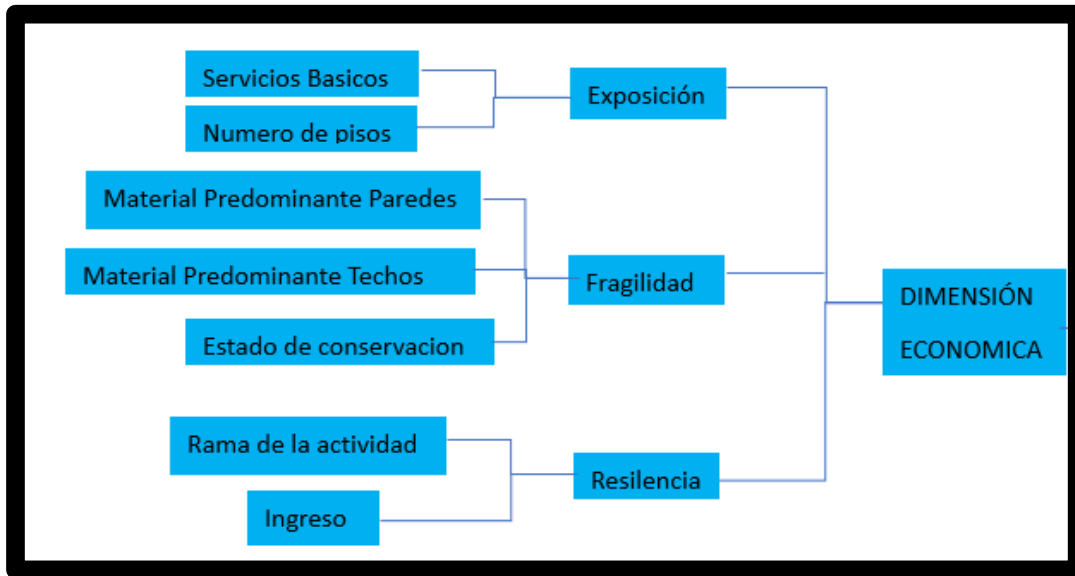 Servicios Basicos
Numero de pisos
Exposición
Material Predominante Paredes
Material Predominante Techos
Estado de conservacion
Fragilidad
Rama de la actividad
Ingreso
Resilencia
DIMENSIÓN
ECONOMICA